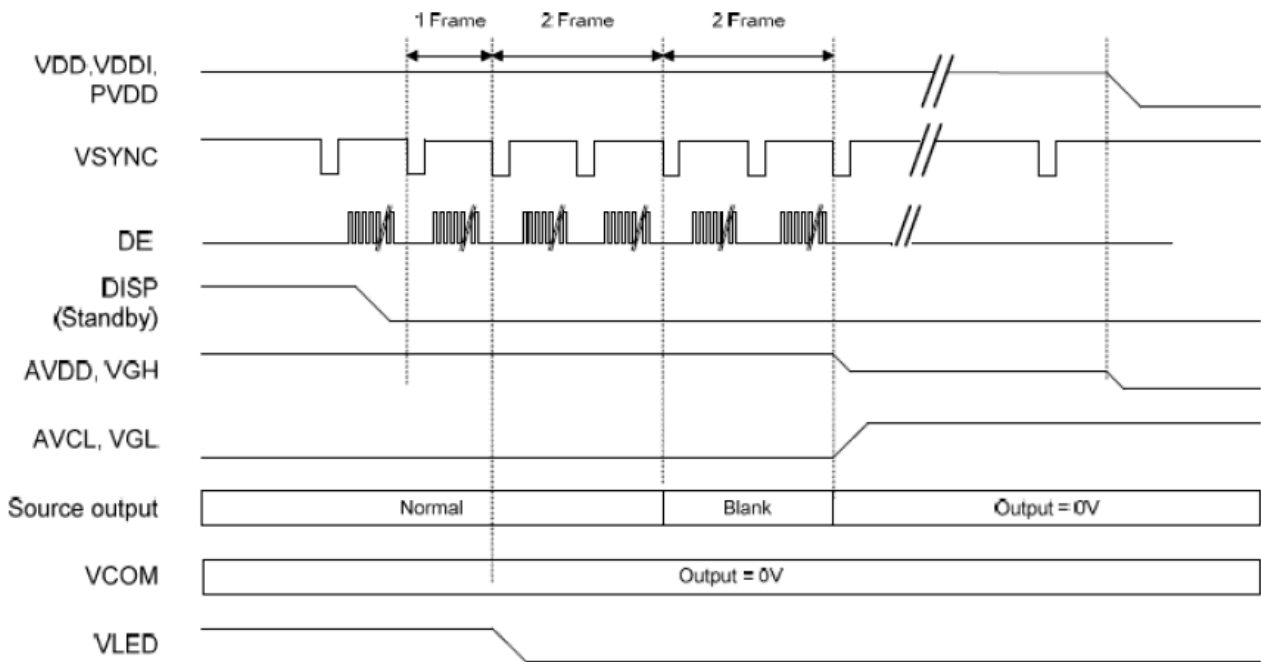 1 Frame
2 Frame
2 Frame
VDD,VDDI,
PVDD
VSYNC
DE
DISP
(Standby)
AVDD, VGH
AVCL, VGL
Source output
Normal
Blank
Output = 0V
VCOM
Output = 0V
VLED